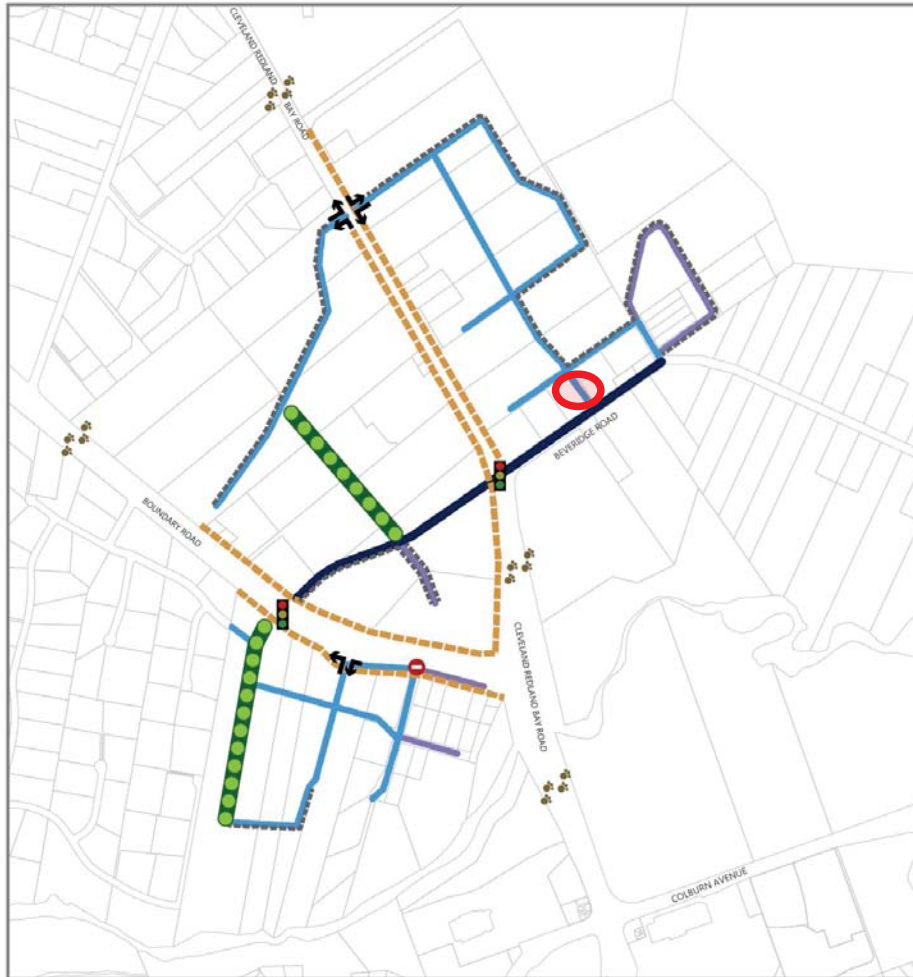 CLEVELAND REDLAND
BAY ROAD
BEVERIDGE ROAD
BOUNDARY ROAD
CLEVELAND REDLAND BAY ROAD
COLBURN AVENUE